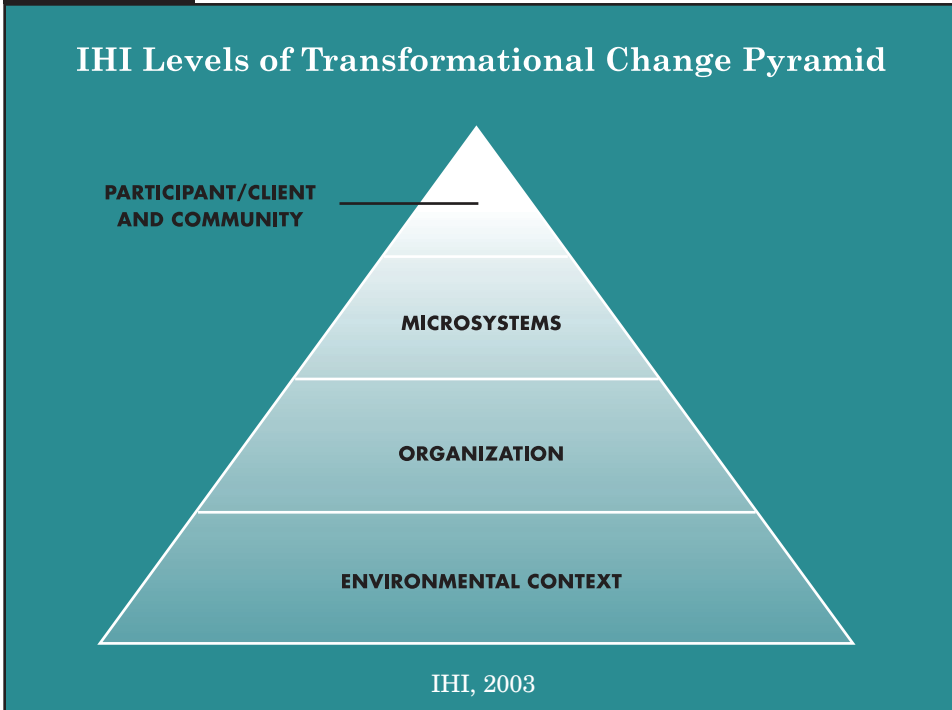 IHI Levels of Transformational Change Pyramid
PARTICIPANT/CLIENT
AND COMMUNITY
MICROSYSTEMS
ORGANIZATION
ENVIRONMENTAL CONTEXT
IHI, 2003